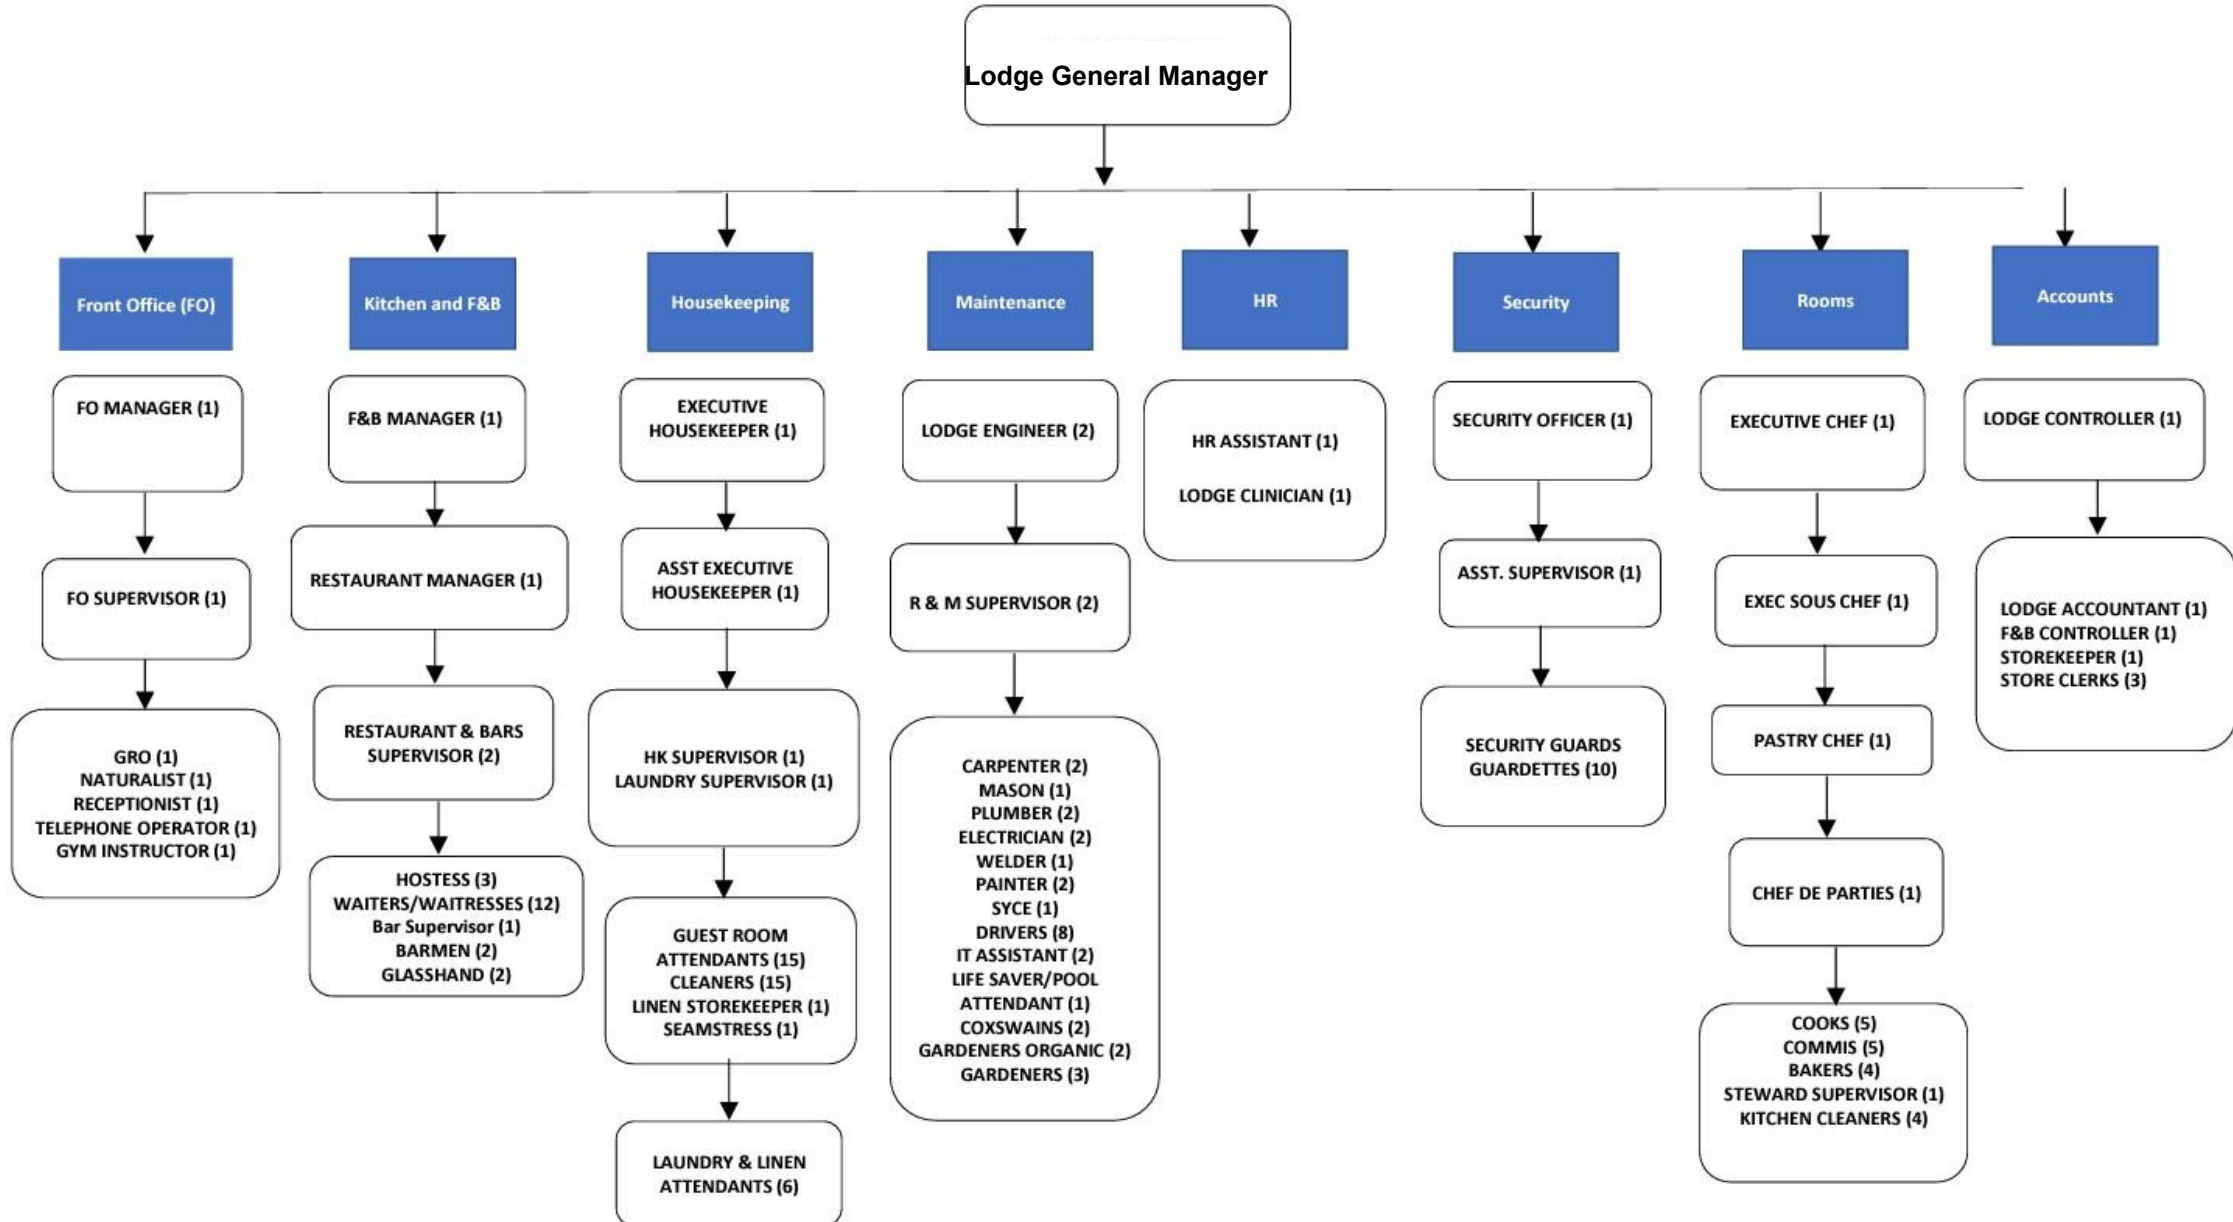 Lodge General Manager
Front Office (FO)
Kitchen and F&B
Housekeeping
Maintenance
HR
Security
Rooms
Accounts
FO MANAGER (1)
FO SUPERVISOR (1)
GRO (1)
NATURALIST (1)
RECEPTIONIST (1)
TELEPHONE OPERATOR (1)
GYM INSTRUCTOR (1)
F&B MANAGER (1)
RESTAURANT MANAGER (1)
RESTAURANT & BARS
SUPERVISOR (2)
HOSTESS (3)
WAITERS/WAITRESSES (12)
Bar Supervisor (1)
BARMEN (2)
GLASSHAND (2)
EXECUTIVE
HOUSEKEEPER (1)
ASST EXECUTIVE
HOUSEKEEPER (1)
HK SUPERVISOR (1)
LAUNDRY SUPERVISOR (1)
GUEST ROOM
ATTENDANTS (15)
CLEANERS (15)
LINEN STOREKEEPER (1)
SEAMSTRESS (1)
LAUNDRY & LINEN
ATTENDANTS (6)
LODGE ENGINEER (2)
R & M SUPERVISOR (2)
CARPENTER (2)
MASON (1)
PLUMBER (2)
ELECTRICIAN (2)
WELDER (1)
PAINTER (2)
SYCE (1)
DRIVERS (8)
IT ASSISTANT (2)
LIFE SAVER/POOL
ATTENDANT (1)
COXSWAINS (2)
GARDENERS ORGANIC (2)
GARDENERS (3)
HR ASSISTANT (1)
LODGE CLINICIAN (1)
SECURITY OFFICER (1)
ASST. SUPERVISOR (1)
SECURITY GUARDS
GUARDETTES (10)
EXECUTIVE CHEF (1)
EXEC SOUS CHEF (1)
PASTRY CHEF (1)
CHEF DE PARTIES (1)
COOKS (5)
COMMIS (5)
BAKERS (4)
STEWARD SUPERVISOR (1)
KITCHEN CLEANERS (4)
LODGE CONTROLLER (1)
LODGE ACCOUNTANT (1)
F&B CONTROLLER (1)
STOREKEEPER (1)
STORE CLERKS (3)